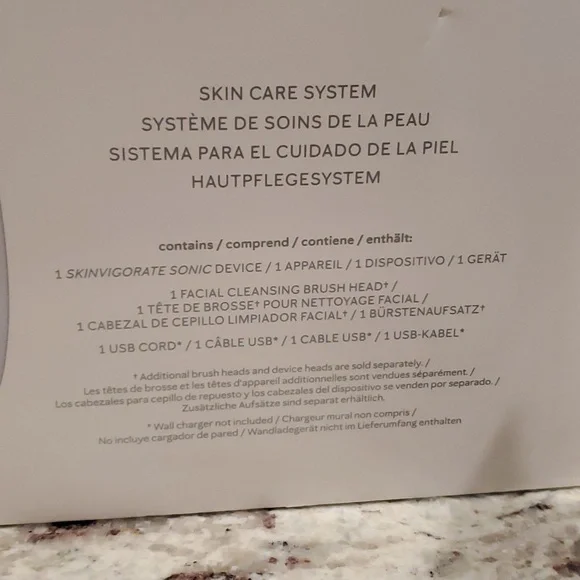 SKIN CARE SYSTEM
SYSTÈME DE SOINS DE LA PEAU
SISTEMA PARA EL CUIDADO DE LA PIEL
HAUTPFLEGESYSTEM
contains / comprend / contiene / enthält:
1 SKINVIGORATE SONIC DEVICE / 1 APPAREIL / 1 DISPOSITIVO / 1 GERÄT
1 FACIAL CLEANSING BRUSH HEAD† /
1 TÊTE DE BROSSE† POUR NETTOYAGE FACIAL /
1 CABEZAL DE CEPILLO LIMPIADOR FACIAL† / 1 BÜRSTENAUFSATZ†
1 USB CORD* / 1 CÂBLE USB* / 1 CABLE USB* / 1 USB-KABEL*
† Additional brush heads and device heads are sold separately. /
Les têtes de brosse et les têtes d'appareil additionnelles sont vendues séparément. /
Los cabezales para cepillo de repuesto y los cabezales del dispositivo se venden por separado. /
Zusätzliche Aufsätze sind separat erhältlich.
* Wall charger not included / Chargeur mural non compris /
No incluye cargador de pared / Wandladegerät nicht im Lieferumfang enthalten